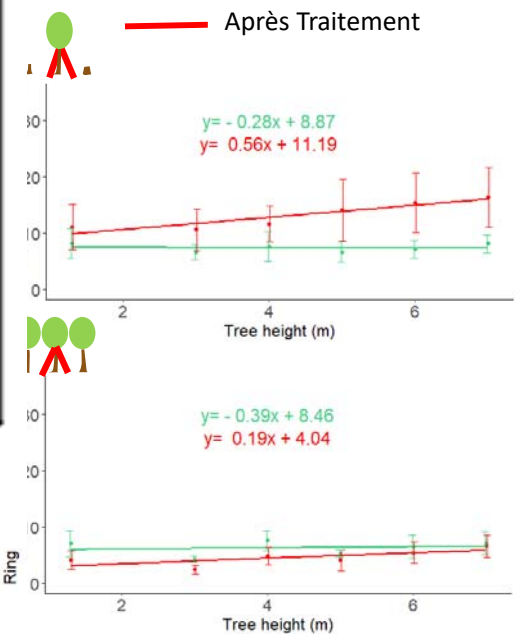 Après Traitement
y= - 0.28x + 8.87
y= 0.56x + 11.19
20
10
0
2 4 6
Tree height (m)
y= - 0.39x + 8.46
y= 0.19x + 4.04
20
0
Ring
2 4 6
Tree height (m)